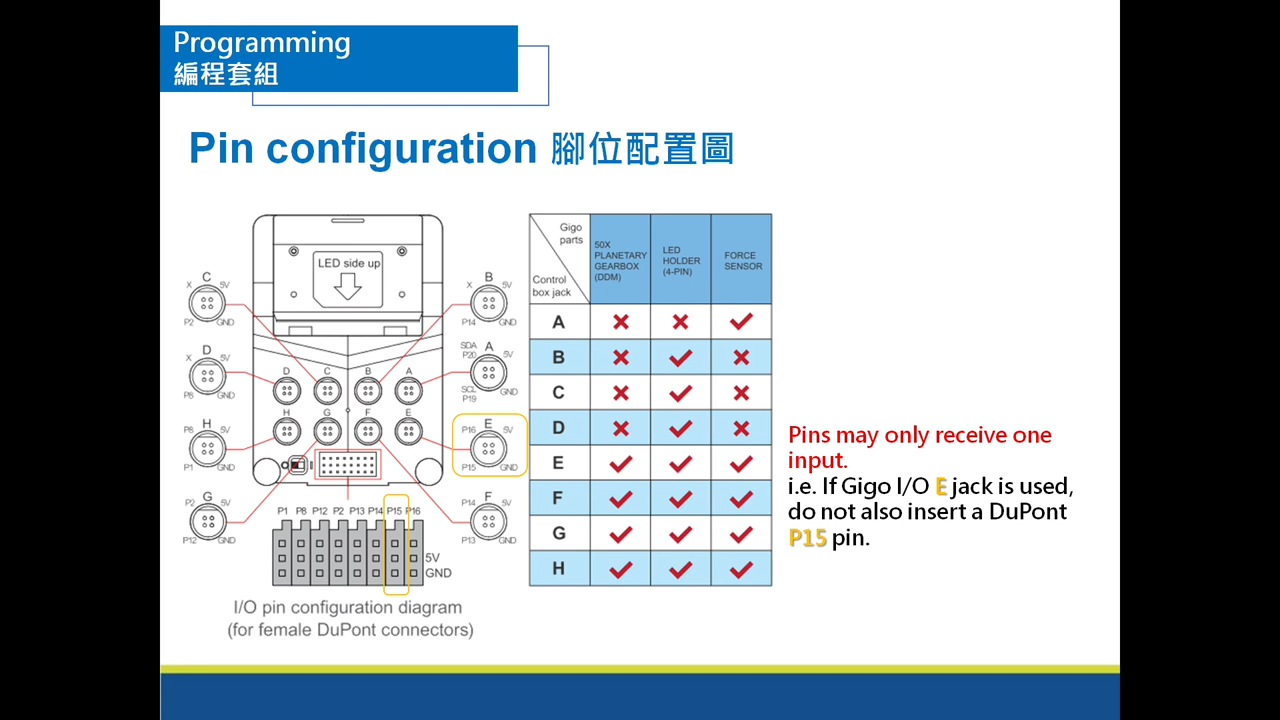 Programming
編程套組
Pin configuration 腳位配置圖
LED side up
C
X 5V
P2 GND
D
X 5V
P8 GND
H
P8 5V
P1 GND
G
P2 5V
P12 GND
B
X 5V
P14 GND
SDA
P20 A 5V
SCL
P19 GND
E
P16 5V
P15 GND
F
P14 5V
P13 GND
D C B A
H G F E
P1 P8 P12 P2 P13 P14 P15 P16
5V
GND
I/O pin configuration diagram
(for female DuPont connectors)
Gigo
parts
Control
box jack
50X
PLANETARY
GEARBOX
(DDM)
LED
HOLDER
(4-PIN)
FORCE
SENSOR
A ✕ ✕ ✓
B ✕ ✓ ✕
C ✕ ✓ ✕
D ✕ ✓ ✕
E ✓ ✓ ✓
F ✓ ✓ ✓
G ✓ ✓ ✓
H ✓ ✓ ✓
Pins may only receive one
input.
i.e. If Gigo I/O E jack is used,
do not also insert a DuPont
P15 pin.